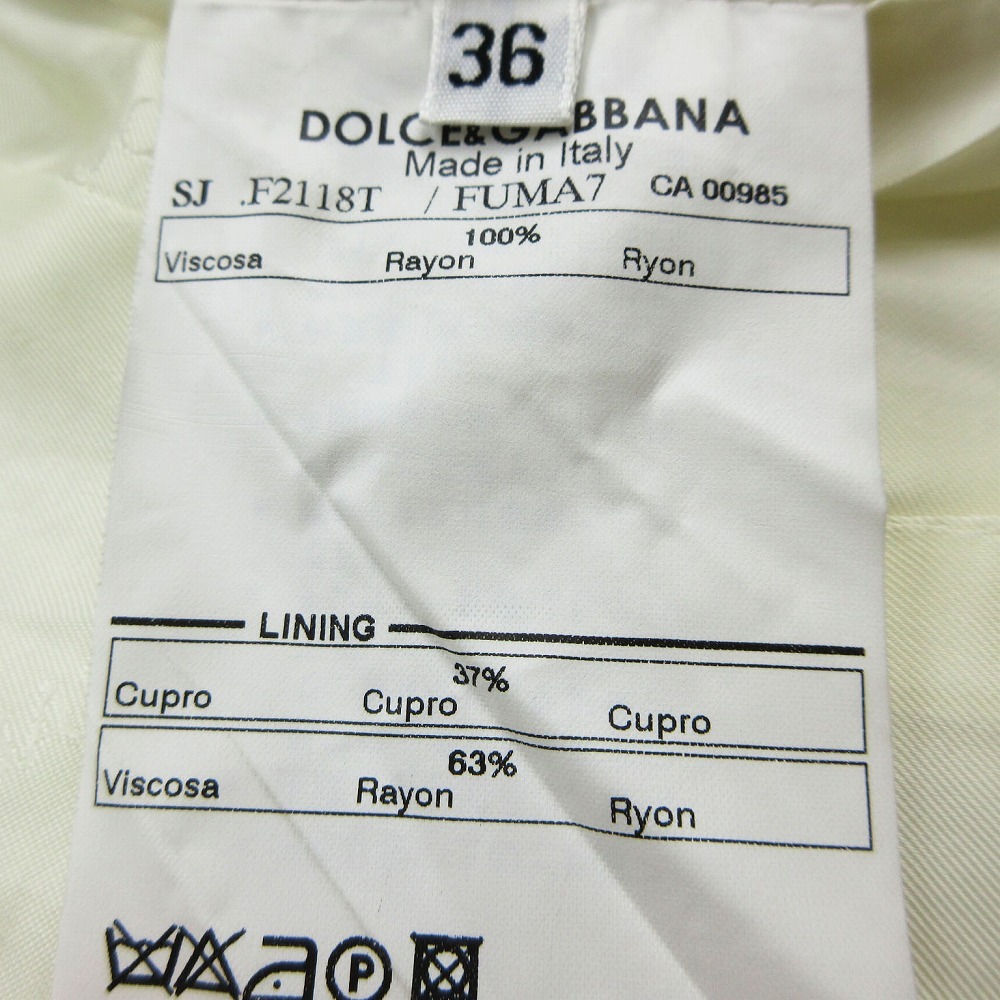 36
DOLCE&GABBANA
Made in Italy
SJ .F2118T / FUMA7 CA 00985
100%
Viscosa Rayon Ryon
LINING
37%
Cupro Cupro Cupro
63%
Viscosa Rayon Ryon
P